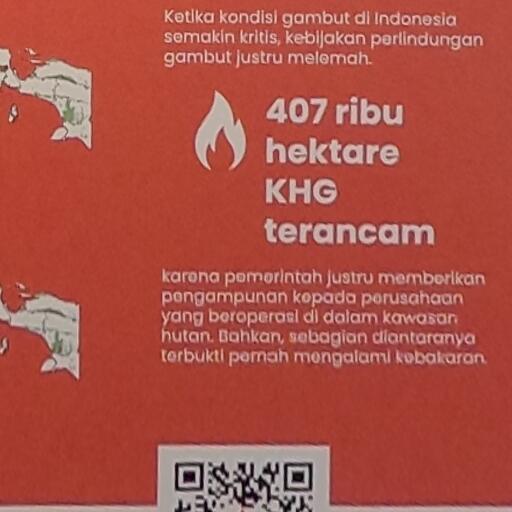 Ketika kondisi gambut di Indonesia
semakin kritis, kebijakan perlindungan
gambut justru melemah.
407 ribu
hektare
KHG
terancam
karena pemerintah justru memberikan
pengampunan kepada perusahaan
yang beroperasi di dalam kawasan
hutan. Bahkan, sebagian diantaranya
terbukti pernah mengalami kebakaran.